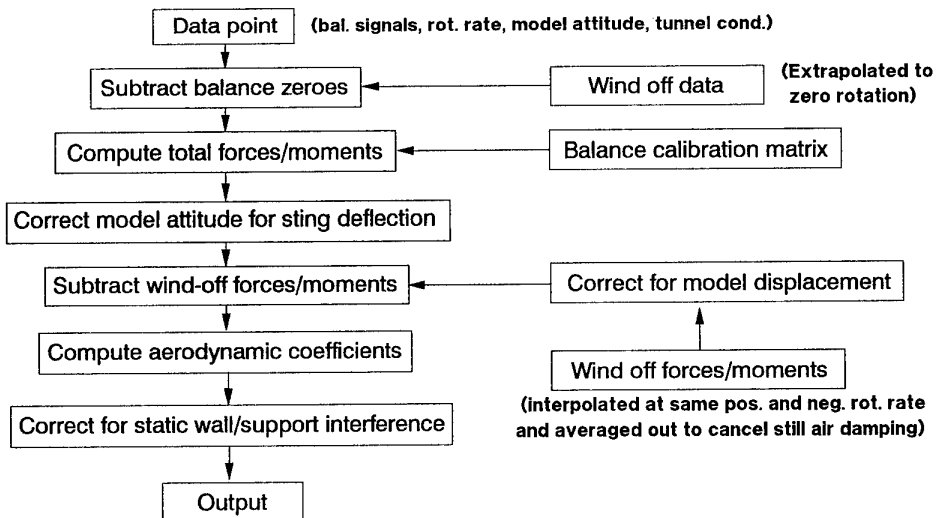 Data point
(bal. signals, rot. rate, model attitude, tunnel cond.)
Subtract balance zeroes
Wind off data
(Extrapolated to
zero rotation)
Compute total forces/moments
Balance calibration matrix
Correct model attitude for sting deflection
Subtract wind-off forces/moments
Correct for model displacement
Compute aerodynamic coefficients
Wind off forces/moments
(interpolated at same pos. and neg. rot. rate
and averaged out to cancel still air damping)
Correct for static wall/support interference
Output